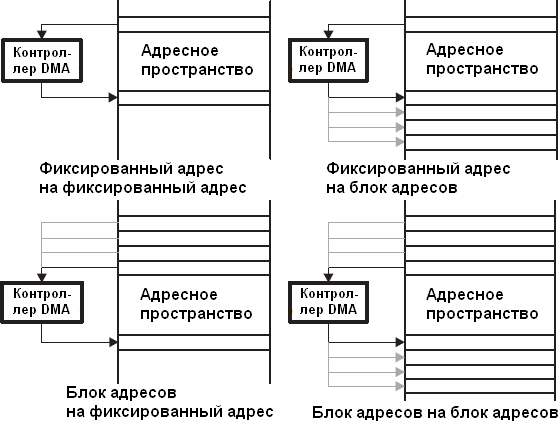 Контрол-
лер DMA
Адресное
пространство
Фиксированный адрес
на фиксированный адрес
Контрол-
лер DMA
Адресное
пространство
Фиксированный адрес
на блок адресов
Контрол-
лер DMA
Адресное
пространство
Блок адресов
на фиксированный адрес
Контрол-
лер DMA
Адресное
пространство
Блок адресов на блок адресов